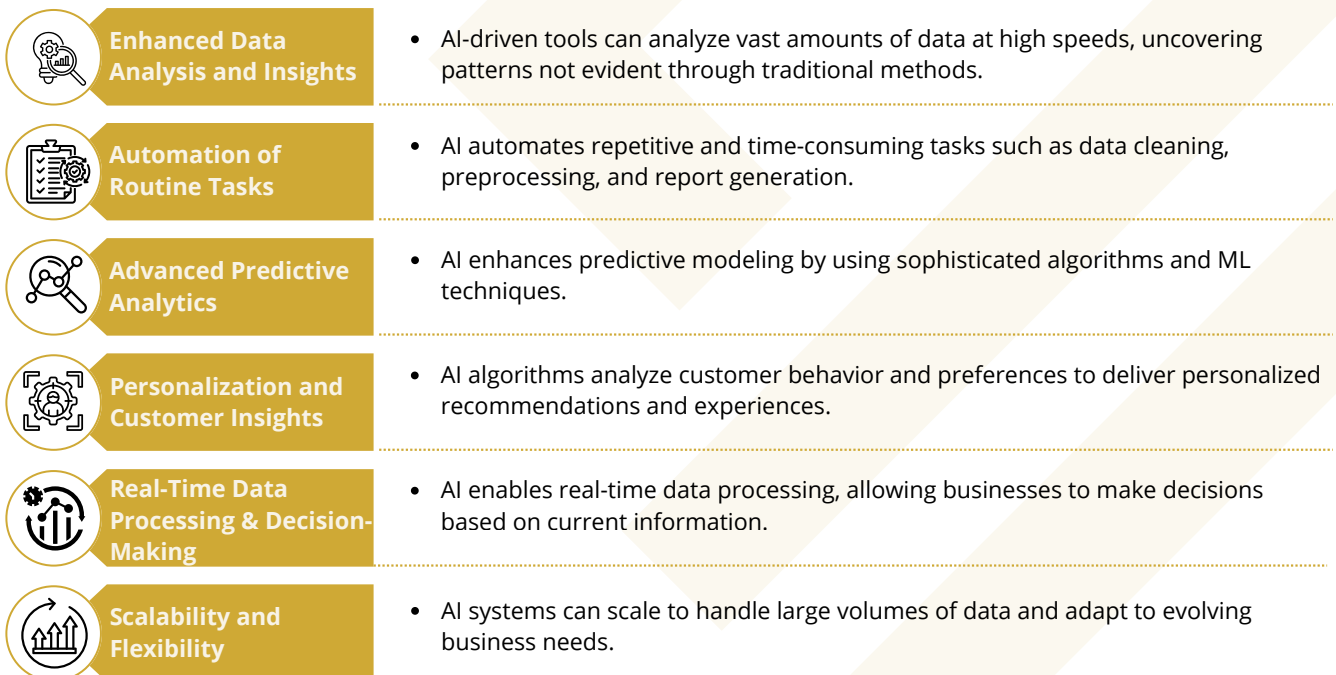 Enhanced Data
Analysis and Insights
• AI-driven tools can analyze vast amounts of data at high speeds, uncovering
patterns not evident through traditional methods.
Automation of
Routine Tasks
• AI automates repetitive and time-consuming tasks such as data cleaning,
preprocessing, and report generation.
Advanced Predictive
Analytics
• AI enhances predictive modeling by using sophisticated algorithms and ML
techniques.
Personalization and
Customer Insights
• AI algorithms analyze customer behavior and preferences to deliver personalized
recommendations and experiences.
Real-Time Data
Processing & Decision-
Making
• AI enables real-time data processing, allowing businesses to make decisions
based on current information.
Scalability and
Flexibility
• AI systems can scale to handle large volumes of data and adapt to evolving
business needs.